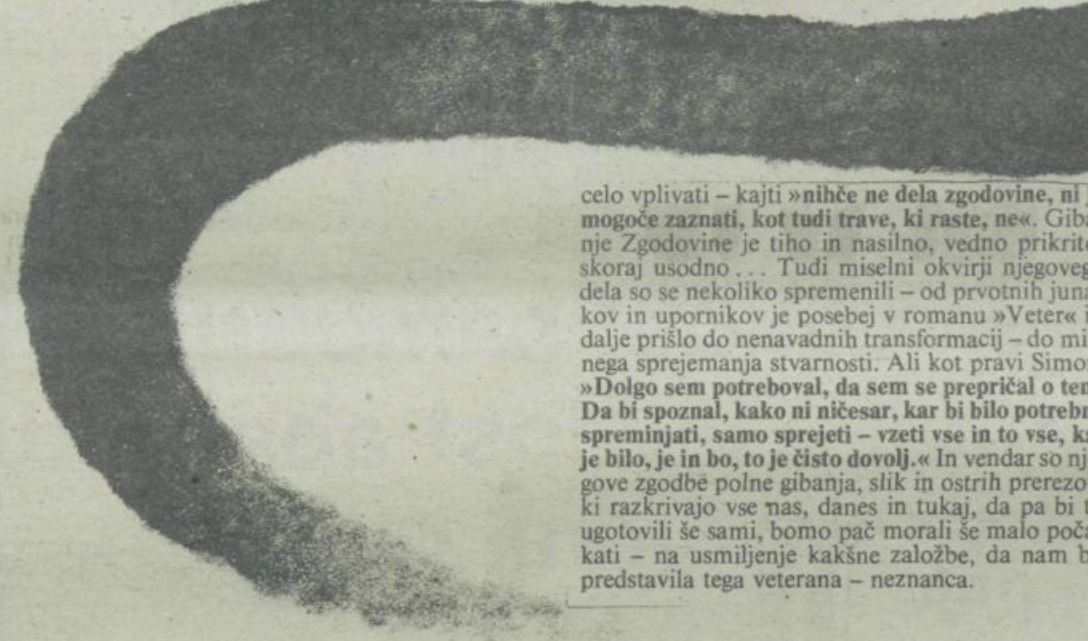 celo vplivati – kajti »nihče ne dela zgodovine, ni
mogoče zaznati, kot tudi trave, ki raste, ne«. Giba
nje Zgodovine je tiho in nasilno, vedno prikrito
skoraj usodno ... Tudi miselni okvirji njegoveg
dela so se nekoliko spremenili – od prvotnih juna
kov in upornikov je posebej v romanu »Veter« i
dalje prišlo do nenavadnih transformacij – do mi
nega sprejemanja stvarnosti. Ali kot pravi Simo
»Dolgo sem potreboval, da sem se prepričal o tem
Da bi spoznal, kako ni ničesar, kar bi bilo potrebn
spreminjati, samo sprejeti – vzeti vse in to vse, k
je bilo, je in bo, to je čisto dovolj.« In vendar so nj
gove zgodbe polne gibanja, slik in ostrih prerezo
ki razkrivajo vse nas, danes in tukaj, da pa bi t
ugotovili še sami, bomo pač morali še malo poča
kati – na usmiljenje kakšne založbe, da nam b
predstavila tega veterana – neznanca.